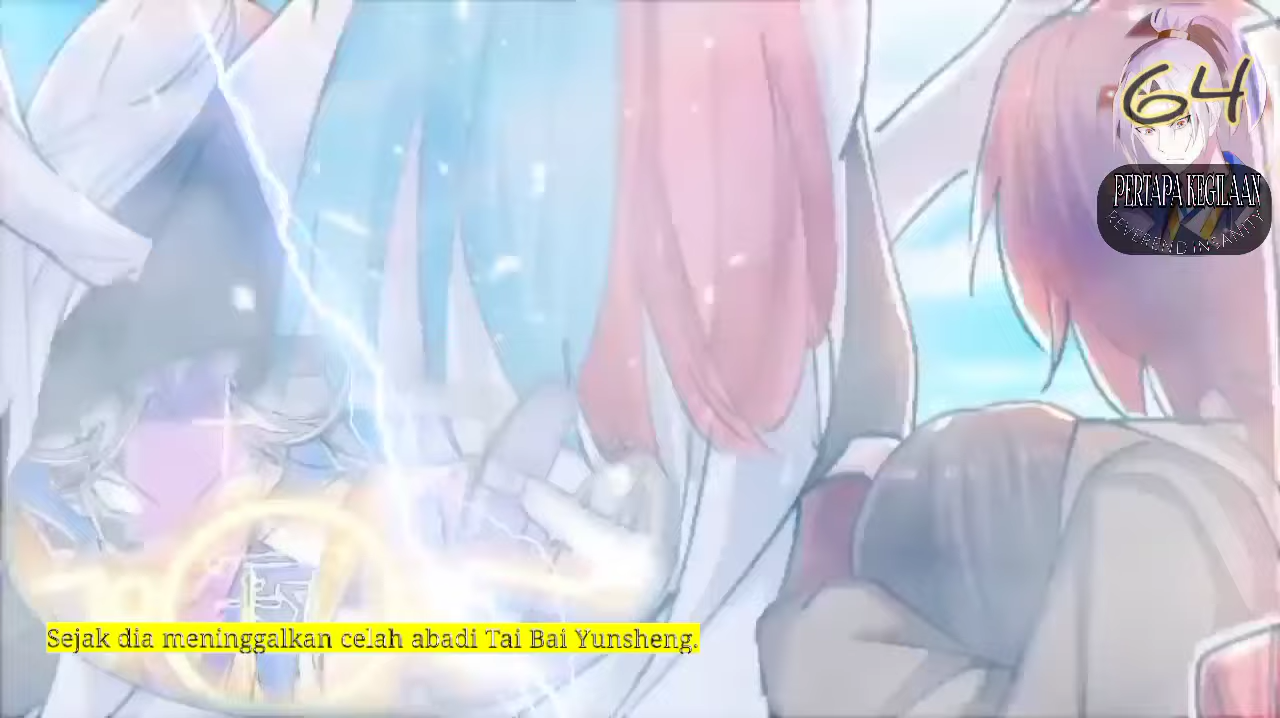 64
PERTAPA KEGILAAN
REVEREND INSANITY
Sejak dia meninggalkan celah abadi Tai Bai Yunsheng.